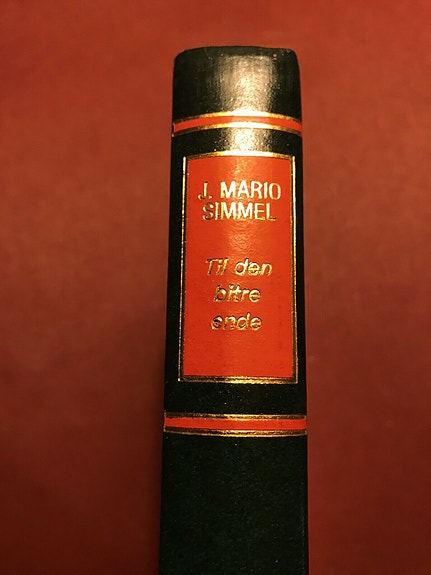 J. MARIO
SIMMEL
Til den
bitre
ende